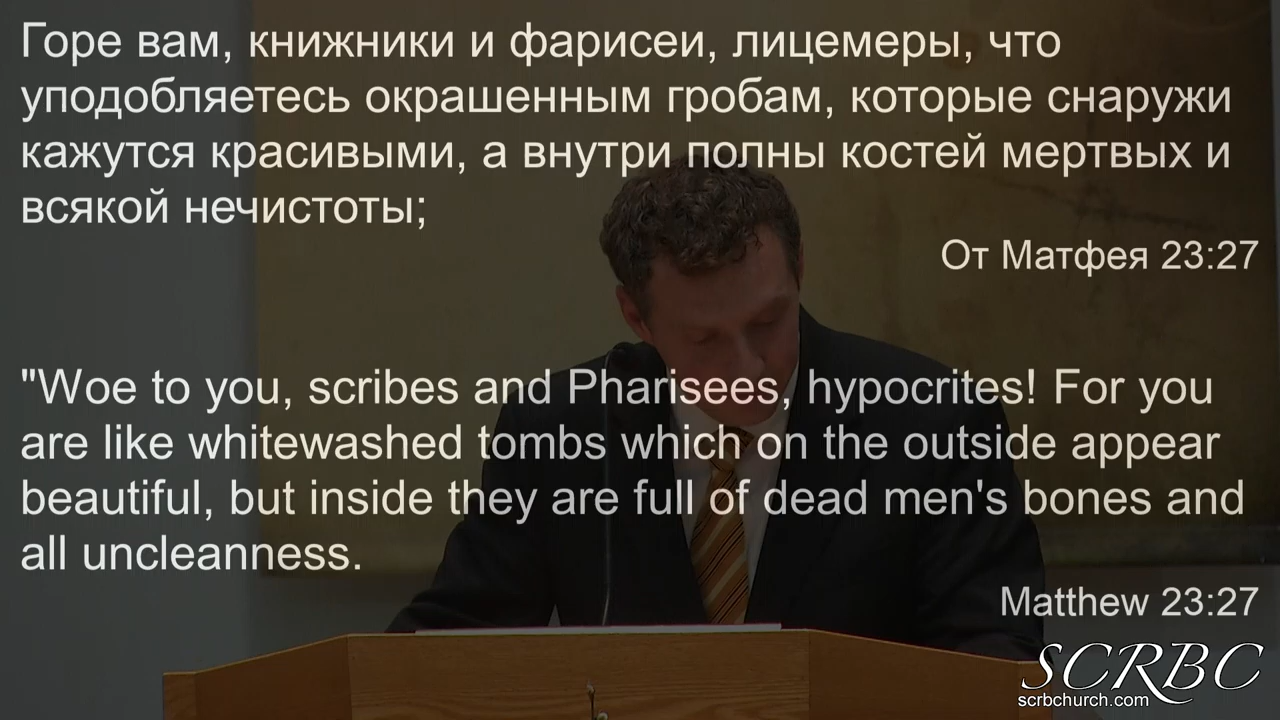 Горе вам, книжники и фарисеи, лицемеры, что
уподобляетесь окрашенным гробам, которые снаружи
кажутся красивыми, а внутри полны костей мертвых и
всякой нечистоты;
От Матфея 23:27
"Woe to you, scribes and Pharisees, hypocrites! For you
are like whitewashed tombs which on the outside appear
beautiful, but inside they are full of dead men's bones and
all uncleanness.
Matthew 23:27
SCRBC
scrbchurch.com